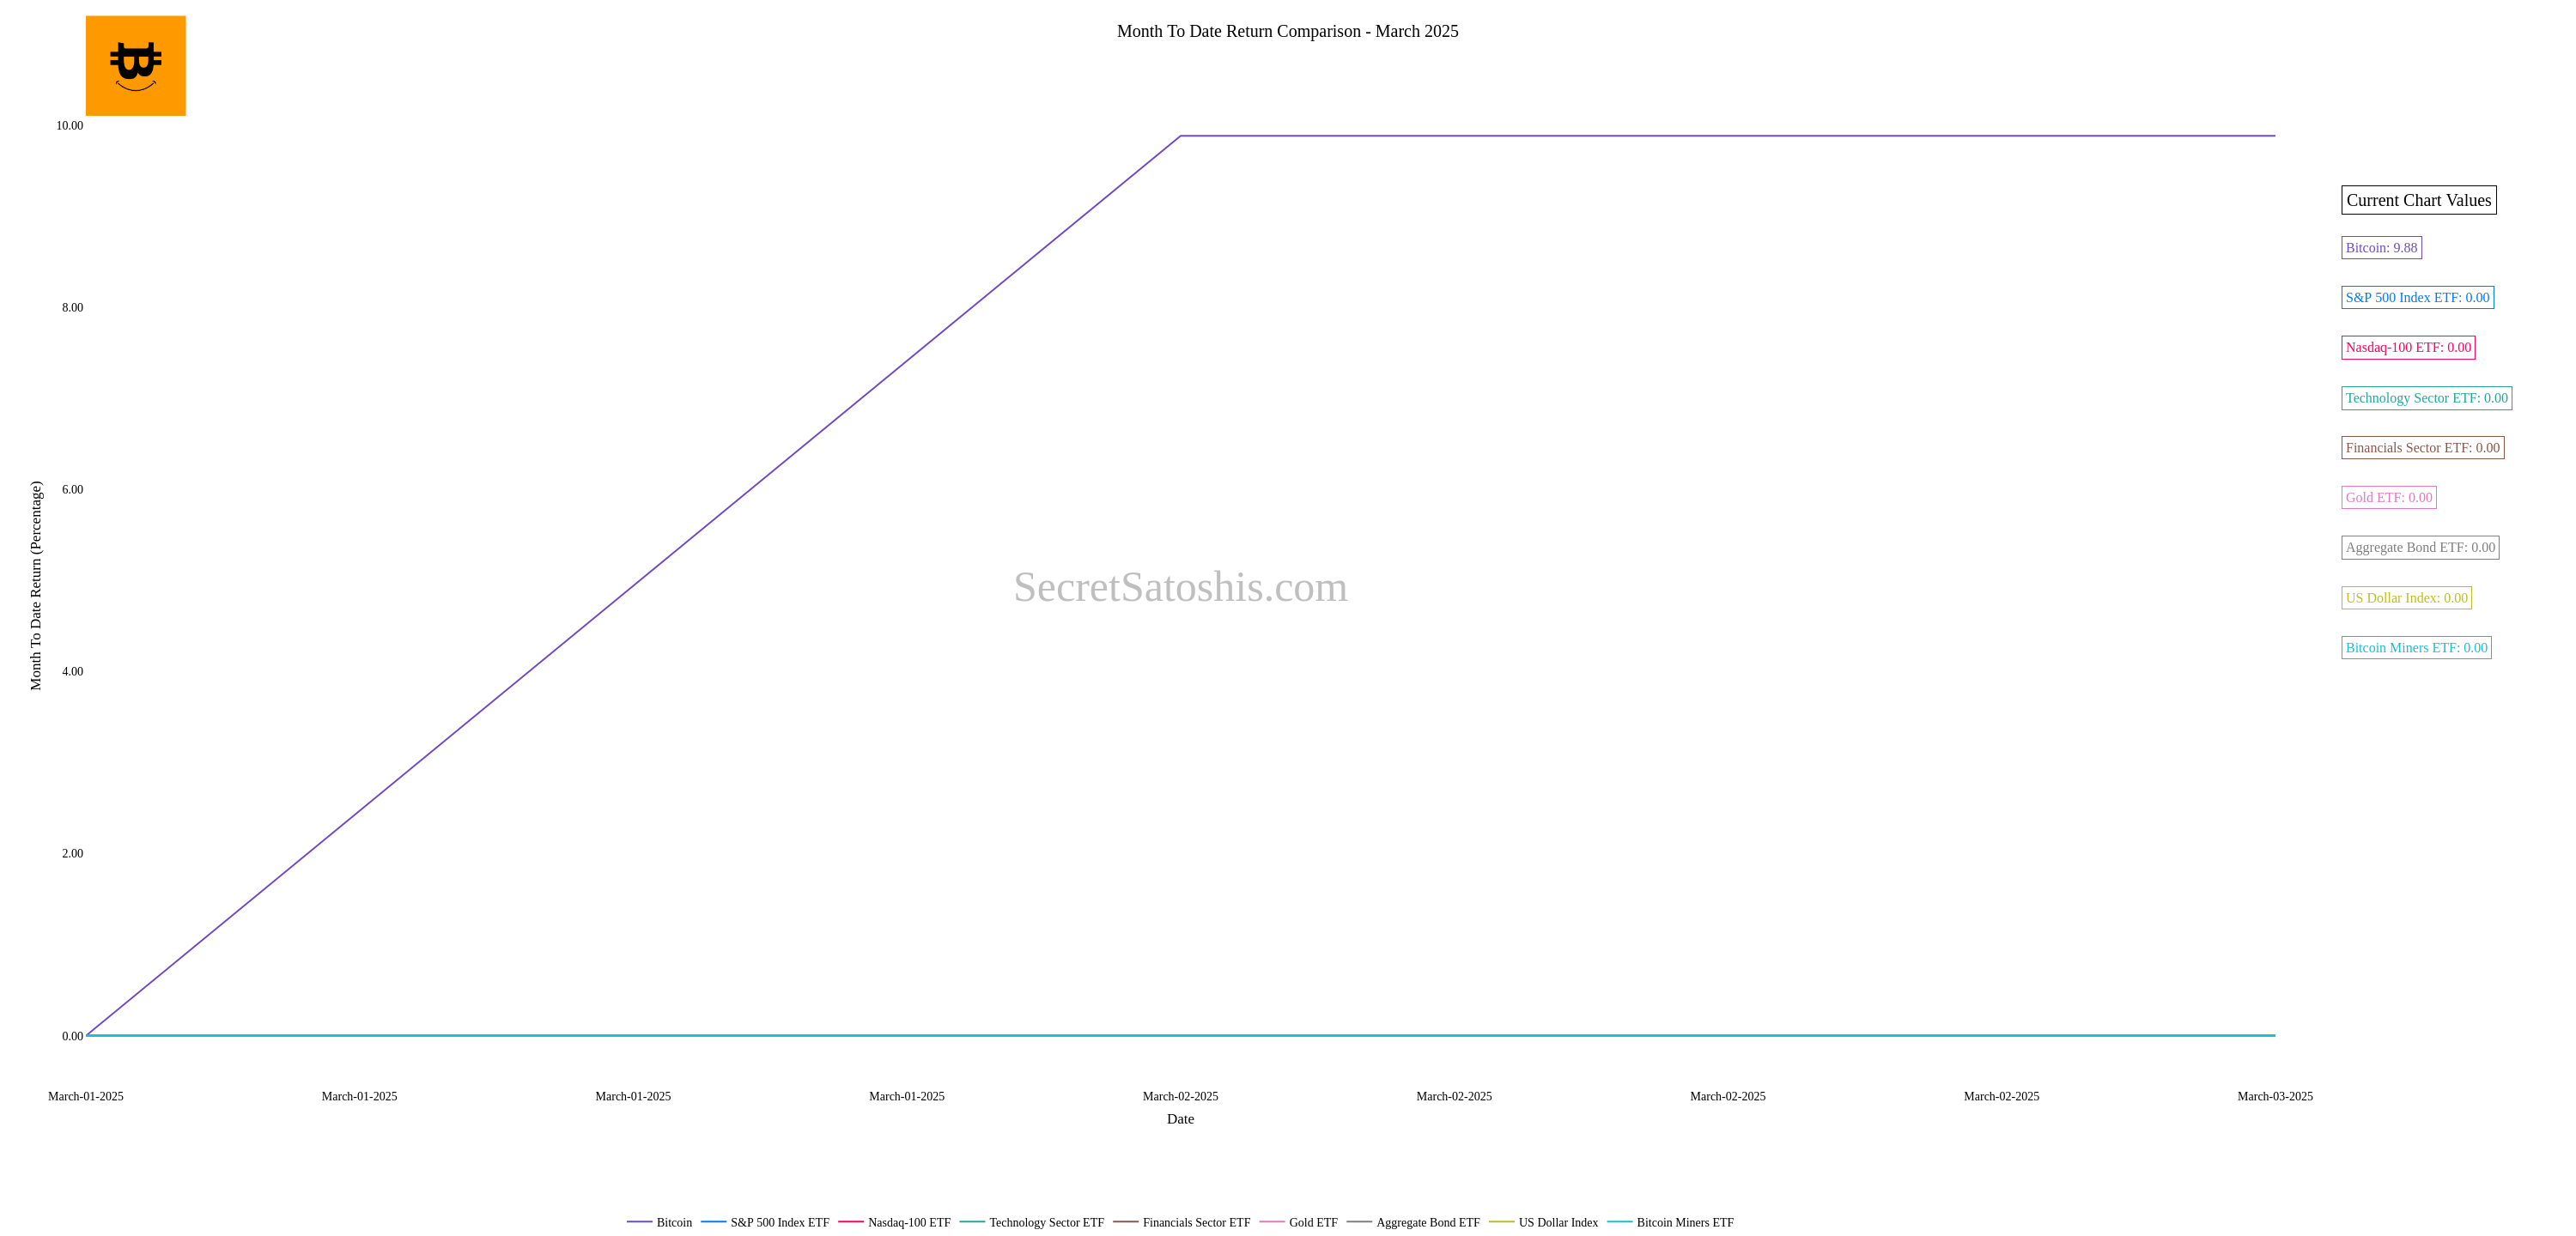 Month To Date Return Comparison - March 2025
10.00
8.00
6.00
4.00
2.00
0.00
Month To Date Return (Percentage)
SecretSatoshis.com
Current Chart Values
Bitcoin: 9.88
S&P 500 Index ETF: 0.00
Nasdaq-100 ETF: 0.00
Technology Sector ETF: 0.00
Financials Sector ETF: 0.00
Gold ETF: 0.00
Aggregate Bond ETF: 0.00
US Dollar Index: 0.00
Bitcoin Miners ETF: 0.00
March-01-2025 March-01-2025 March-01-2025 March-01-2025 March-02-2025 March-02-2025 March-02-2025 March-02-2025 March-03-2025
Date
Bitcoin S&P 500 Index ETF Nasdaq-100 ETF Technology Sector ETF Financials Sector ETF Gold ETF Aggregate Bond ETF US Dollar Index Bitcoin Miners ETF